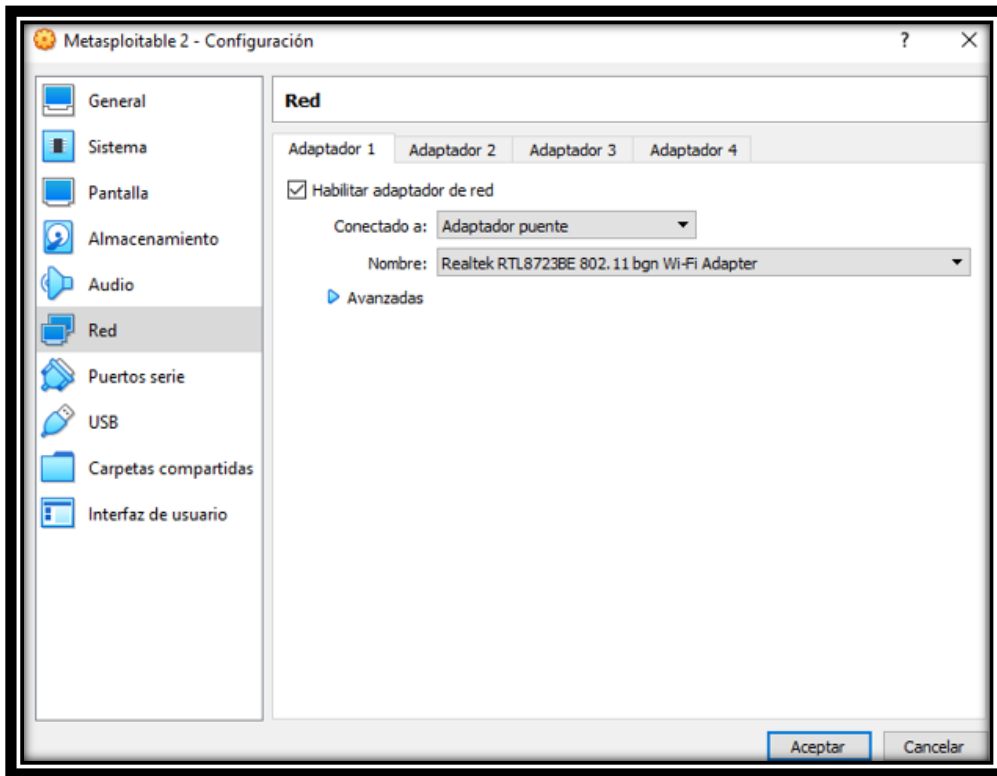 Metasploitable 2 - Configuración
?
General
Sistema
Pantalla
Almacenamiento
Audio
Red
Puertos serie
USB
Carpetas compartidas
Interfaz de usuario
Red
Adaptador 1 Adaptador 2 Adaptador 3 Adaptador 4
Habilitar adaptador de red
Conectado a: Adaptador puente
Nombre: Realtek RTL8723BE 802.11 bgn Wi-Fi Adapter
Avanzadas
Aceptar Cancelar